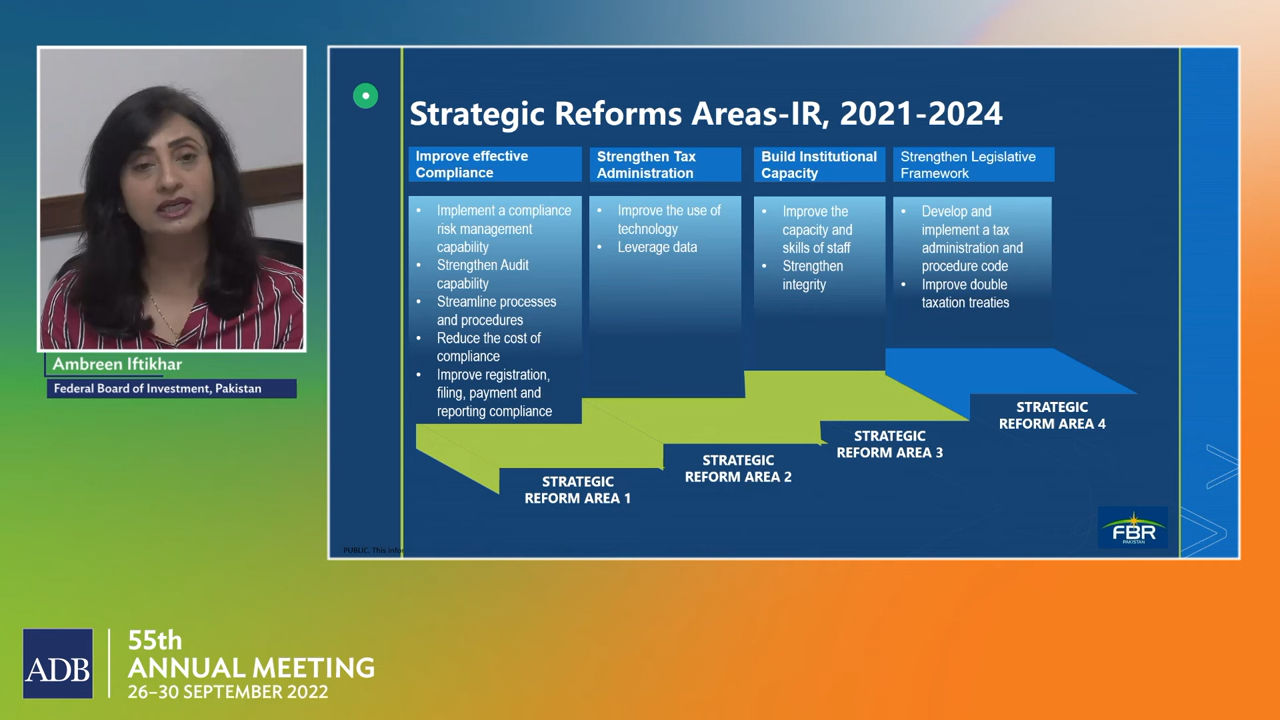 Strategic Reforms Areas-IR, 2021-2024
Improve effective
Compliance
• Implement a compliance
risk management
capability
• Strengthen Audit
capability
• Streamline processes
and procedures
• Reduce the cost of
compliance
• Improve registration,
filing, payment and
reporting compliance
Strengthen Tax
Administration
• Improve the use of
technology
• Leverage data
Build Institutional
Capacity
• Improve the
capacity and
skills of staff
• Strengthen
integrity
Strengthen Legislative
Framework
• Develop and
implement a tax
administration and
procedure code
• Improve double
taxation treaties
STRATEGIC
REFORM AREA 1
STRATEGIC
REFORM AREA 2
STRATEGIC
REFORM AREA 3
STRATEGIC
REFORM AREA 4
FBR
PAKISTAN
PUBLIC. This infor
Ambreen Iftikhar
Federal Board of Investment, Pakistan
ADB
55th
ANNUAL MEETING
26–30 SEPTEMBER 2022